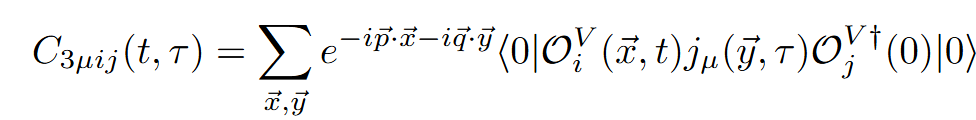 C_{3\mu ij}(t, \tau) = \sum_{\vec{x},\vec{y}} e^{-i\vec{p}\cdot\vec{x}-i\vec{q}\cdot\vec{y}} \langle 0|\mathcal{O}_i^V(\vec{x}, t) j_\mu(\vec{y}, \tau) \mathcal{O}_j^{V\dagger}(0)|0\rangle